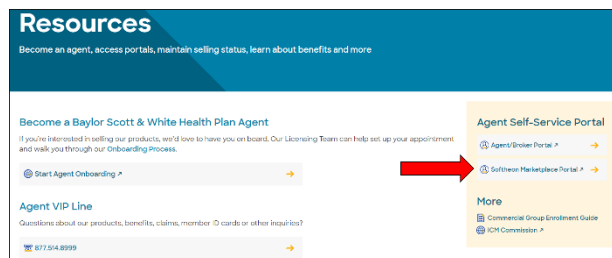 Resources
Become an agent, access portals, maintain selling status, learn about benefits and more
Become a Baylor Scott & White Health Plan Agent
If you're interested in selling our products, we'd love to have you on board. Our Licensing Team can help set up your appointment
and walk you through our Onboarding Process.
Start Agent Onboarding
Agent VIP Line
Questions about our products, benefits, claims, member ID cards or other inquiries?
877.514.8999
Agent Self-Service Portal
Agent/Broker Portal
Softheon Marketplace Portal
More
Commercial Group Enrollment Guide
ICM Commission